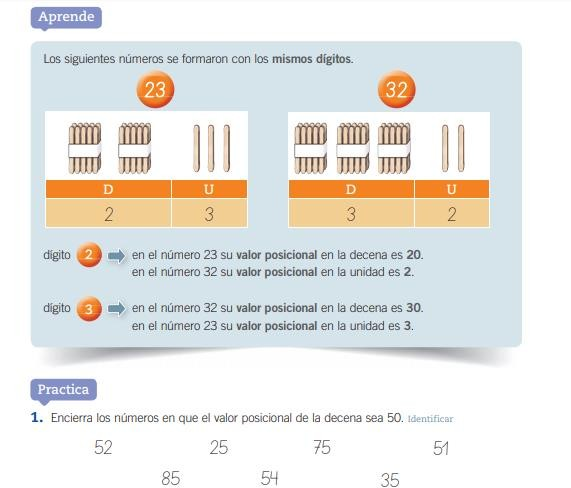 Aprende
Los siguientes números se formaron con los mismos dígitos.
23 32
D U D U
2 3 3 2
dígito 2 en el número 23 su valor posicional en la decena es 20.
en el número 32 su valor posicional en la unidad es 2.
dígito 3 en el número 32 su valor posicional en la decena es 30.
en el número 23 su valor posicional en la unidad es 3.
Practica
1. Encierra los números en que el valor posicional de la decena sea 50. Identificar
52 25 75 51
85 54 35